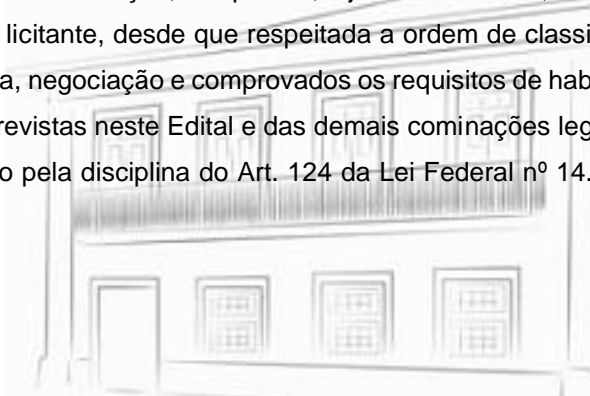 licitante, desde que respeitada a ordem de classi
a, negociação e comprovados os requisitos de hab
revistas neste Edital e das demais cominações leg
o pela disciplina do Art. 124 da Lei Federal nº 14.